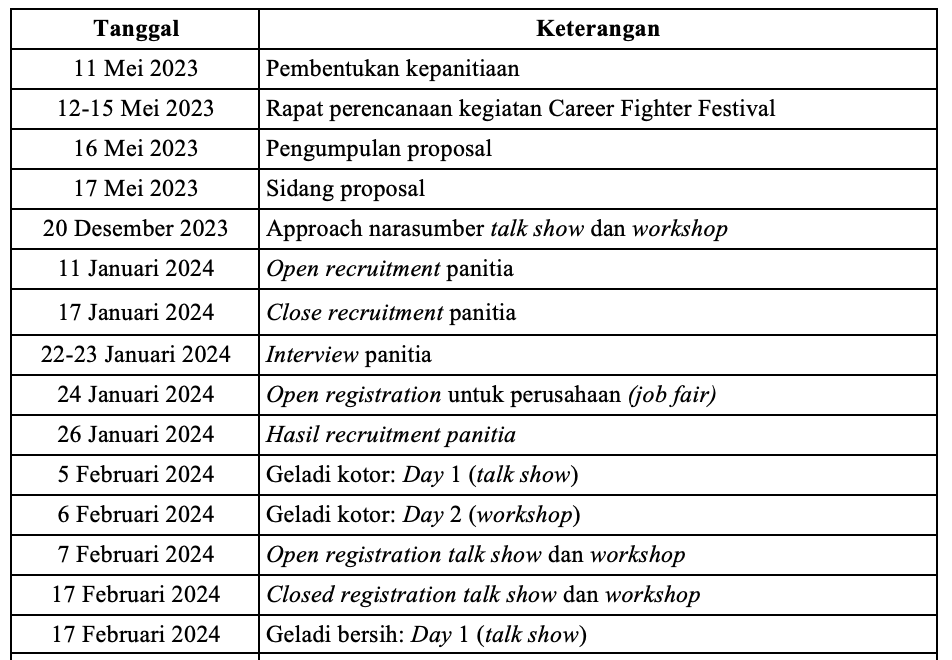 Tanggal Keterangan
11 Mei 2023 Pembentukan kepanitiaan
12-15 Mei 2023 Rapat perencanaan kegiatan Career Fighter Festival
16 Mei 2023 Pengumpulan proposal
17 Mei 2023 Sidang proposal
20 Desember 2023 Approach narasumber talk show dan workshop
11 Januari 2024 Open recruitment panitia
17 Januari 2024 Close recruitment panitia
22-23 Januari 2024 Interview panitia
24 Januari 2024 Open registration untuk perusahaan (job fair)
26 Januari 2024 Hasil recruitment panitia
5 Februari 2024 Geladi kotor: Day 1 (talk show)
6 Februari 2024 Geladi kotor: Day 2 (workshop)
7 Februari 2024 Open registration talk show dan workshop
17 Februari 2024 Closed registration talk show dan workshop
17 Februari 2024 Geladi bersih: Day 1 (talk show)